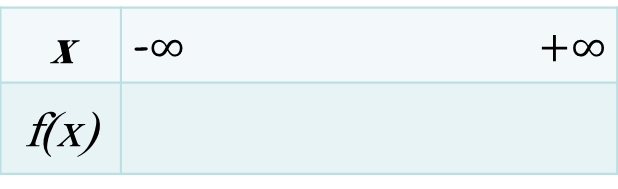 x -∞ +∞
f(x)